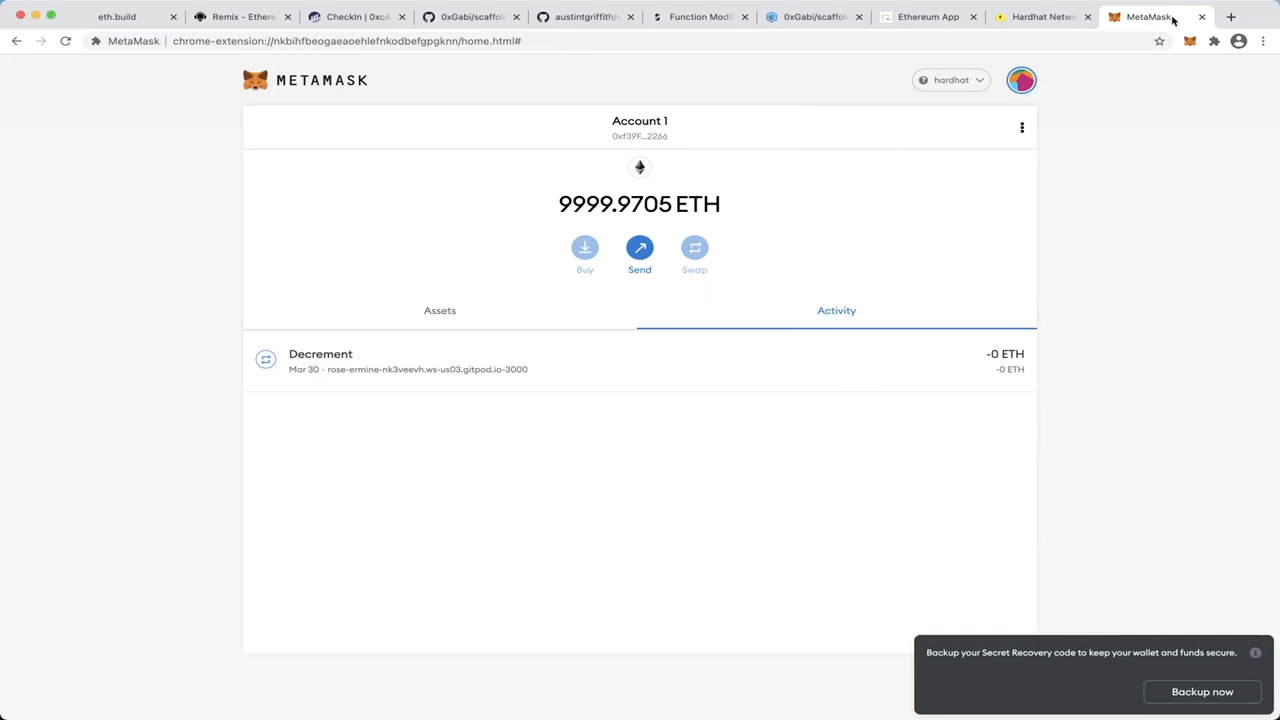 eth.build
Remix - Ethere
CheckIn | 0xcA
0xGabi/scaffol
austintgriffith/s
Function Modif
0xGabi/scaffol
Ethereum App
Hardhat Netwo
MetaMask
MetaMask
chrome-extension://nkbihfbeogaeaoehlefnkodbefgpgknn/home.html#
METAMASK
hardhat
Account 1
0xf39F...2266
9999.9705 ETH
Buy
Send
Swap
Assets
Activity
Decrement
-0 ETH
Mar 30 · rose-ermine-nk3veevh.ws-us03.gitpod.io-3000
-0 ETH
Backup your Secret Recovery code to keep your wallet and funds secure.
Backup now